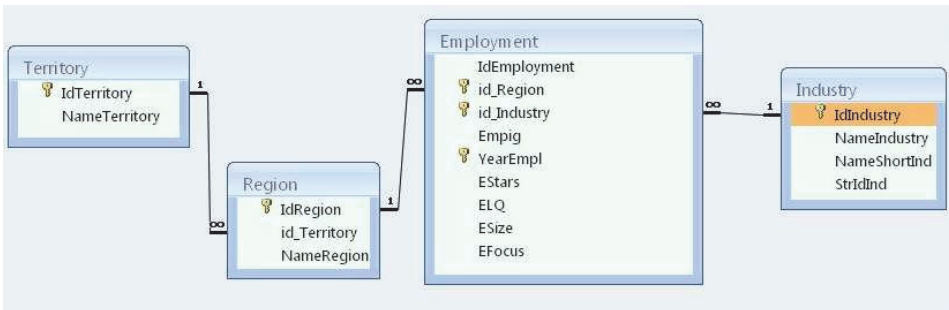 Territory
IdTerritory
NameTerritory
1
∞
Region
IdRegion
id_Territory
NameRegion
1
∞
Employment
IdEmployment
id_Region
id_Industry
Empig
YearEmpl
EStars
ELQ
ESize
EFocus
∞
1
Industry
IdIndustry
NameIndustry
NameShortInd
StrIdInd